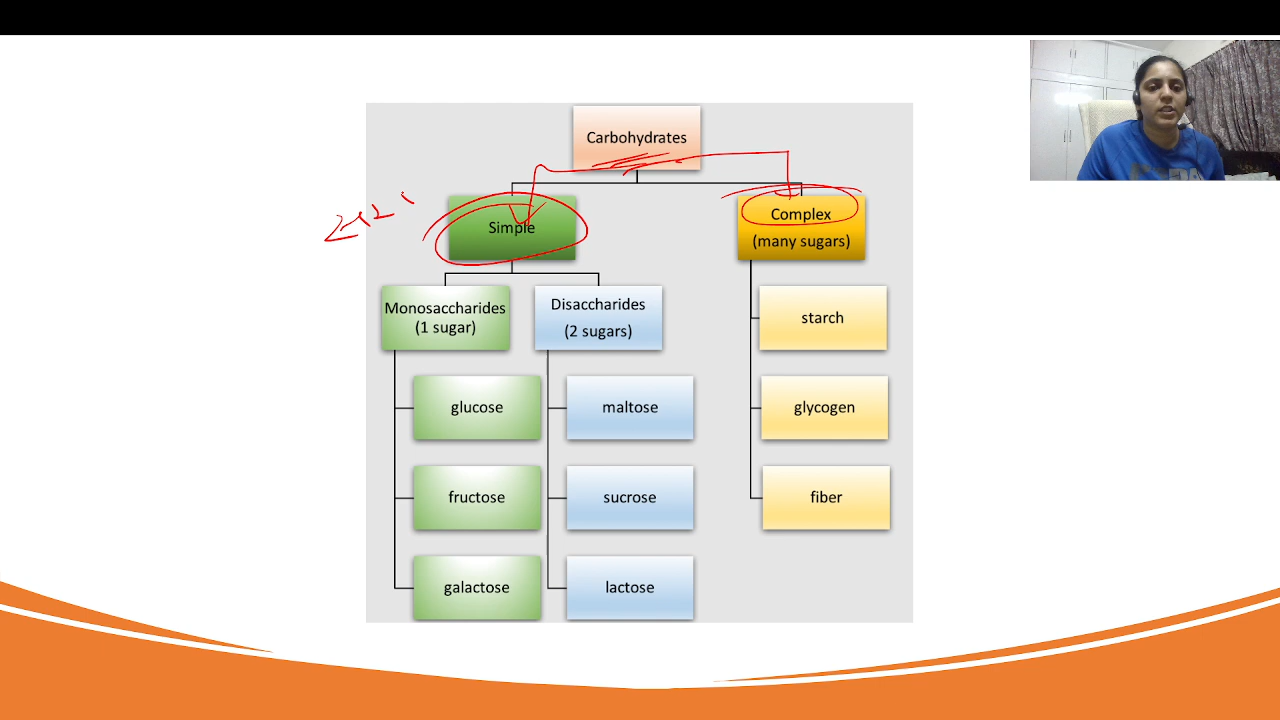 Carbohydrates
Simple
Complex
(many sugars)
Monosaccharides
(1 sugar)
Disaccharides
(2 sugars)
starch
glucose
maltose
glycogen
fructose
sucrose
fiber
galactose
lactose